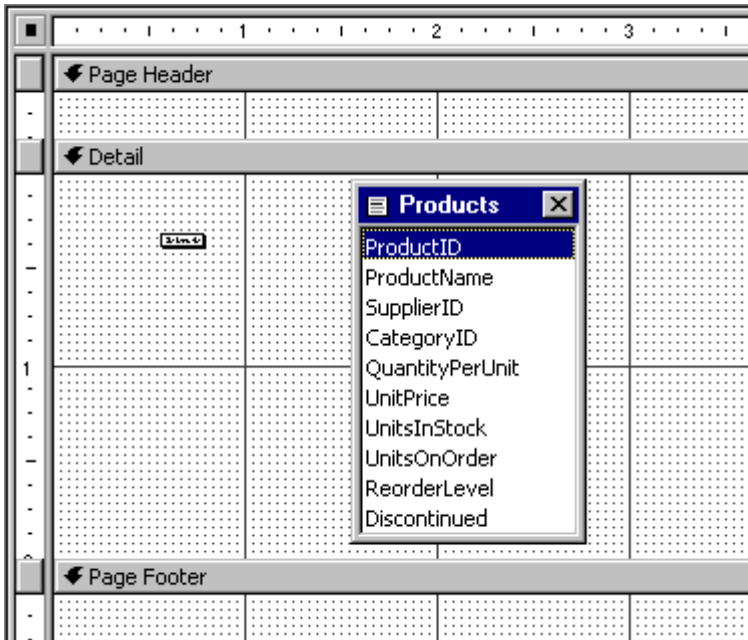 1 2 3
Page Header
Detail
Products
ProductID
ProductName
SupplierID
CategoryID
QuantityPerUnit
UnitPrice
UnitsInStock
UnitsOnOrder
ReorderLevel
Discontinued
1
Page Footer